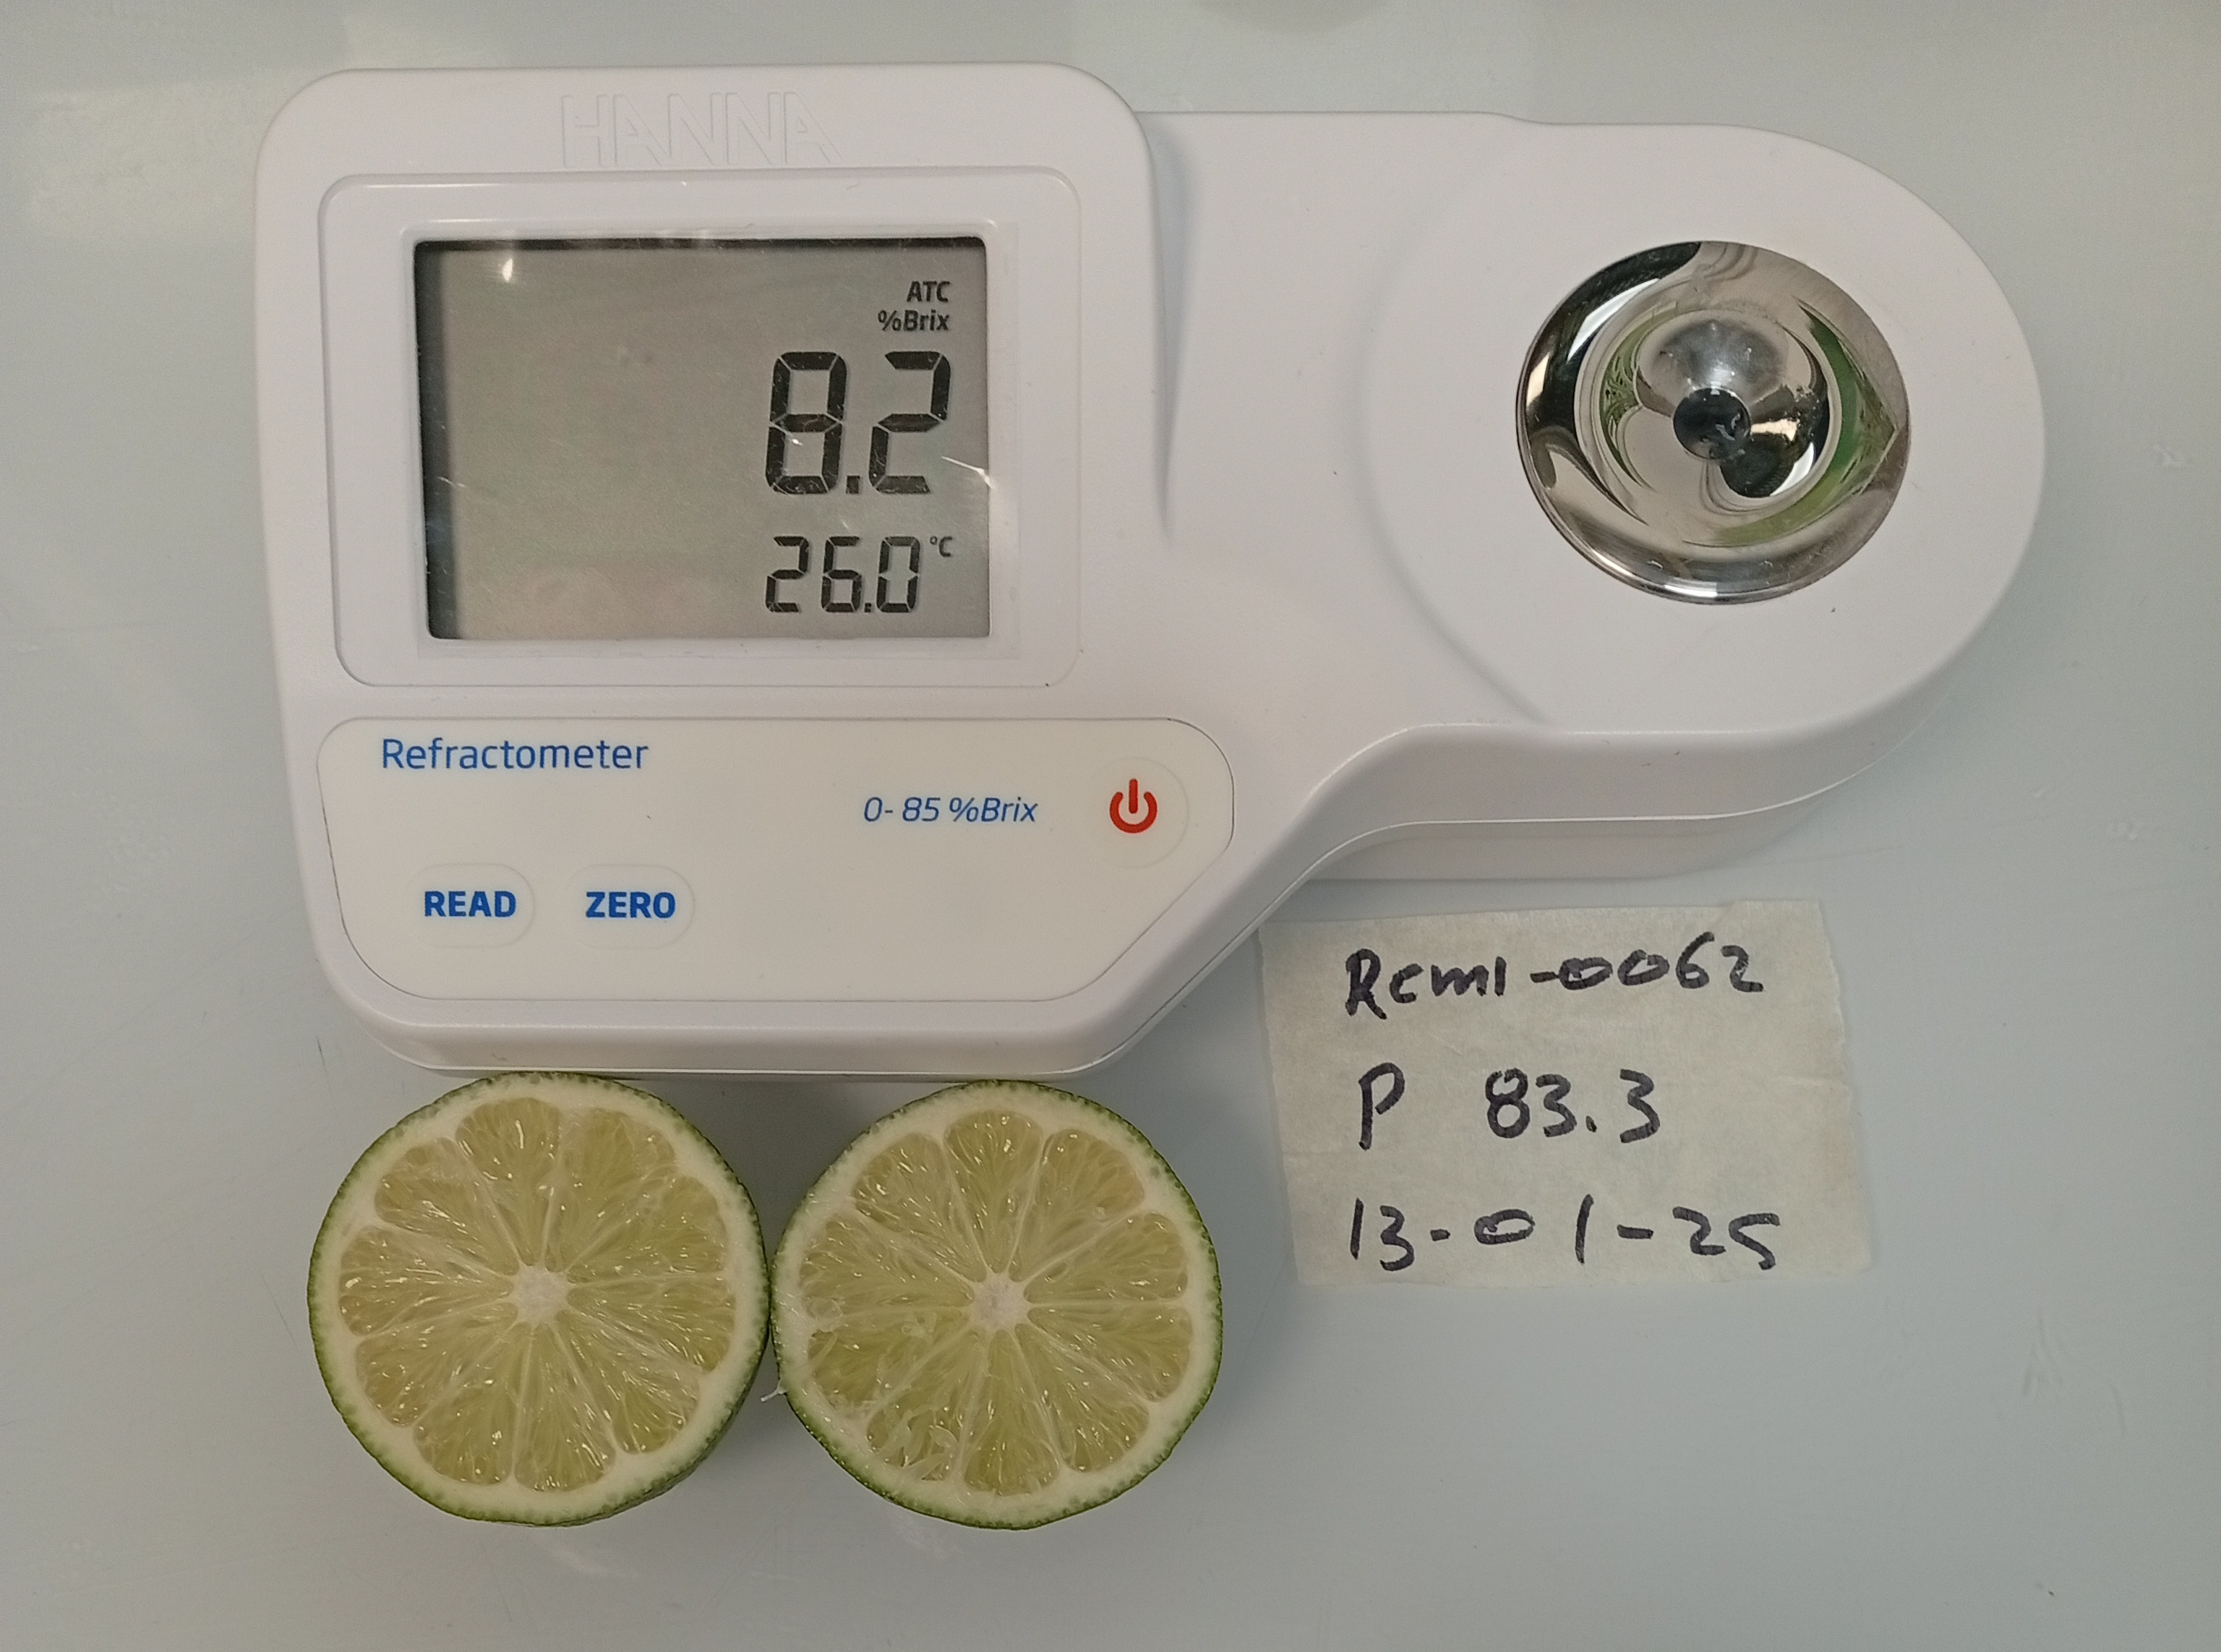 HANNA
ATC
%Brix
8.2
26.0 °C
Refractometer
0- 85 %Brix
READ ZERO
Rcml-0062
P 83.3
13-01-25